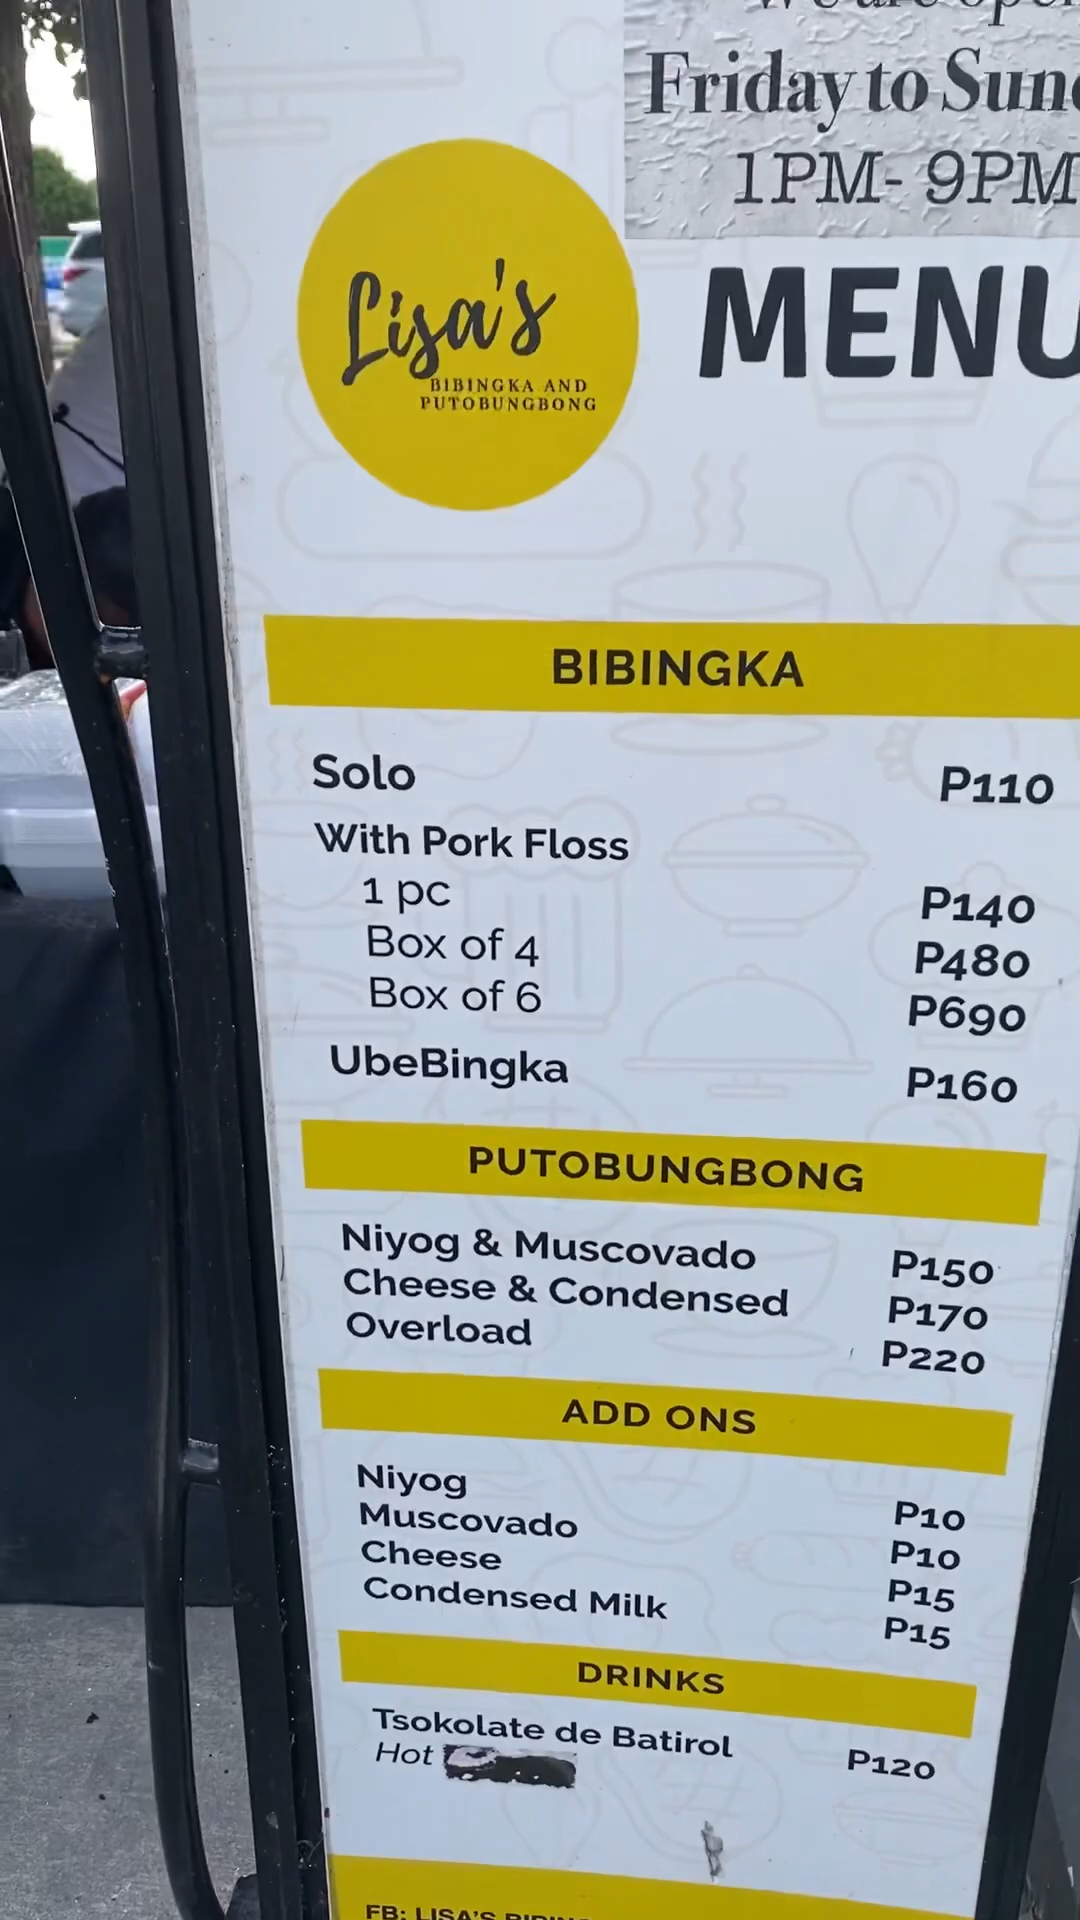 Friday to
1PM- 9PM
Lisa's
BIBINGKA AND
PUTOBUNGBONG
MENU
BIBINGKA
Solo P110
With Pork Floss
1 pc P140
Box of 4 P480
Box of 6 P690
UbeBingka P160
PUTOBUNGBONG
Niyog & Muscovado P150
Cheese & Condensed P170
Overload P220
ADD ONS
Niyog P10
Muscovado P10
Cheese P15
Condensed Milk P15
DRINKS
Tsokolate de Batirol P120
Hot
FB: LISA'S